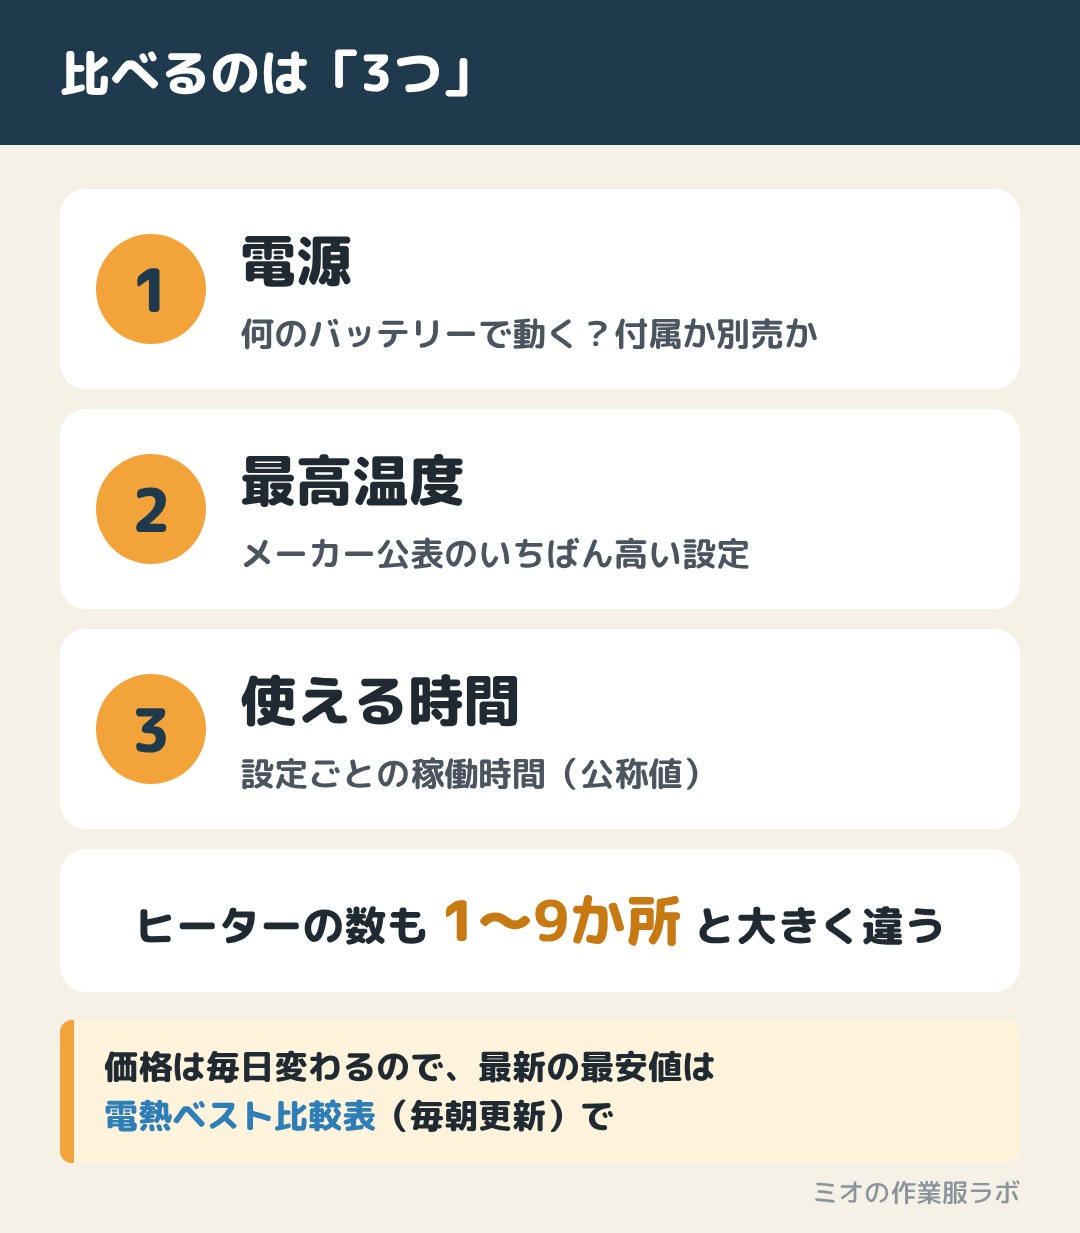 比べるのは「3つ」
1
電源
何のバッテリーで動く？付属か別売か
2
最高温度
メーカー公表のいちばん高い設定
3
使える時間
設定ごとの稼働時間（公称値）
ヒーターの数も 1〜9か所 と大きく違う
価格は毎日変わるので、最新の最安値は
電熱ベスト比較表（毎朝更新）で
ミオの作業服ラボ